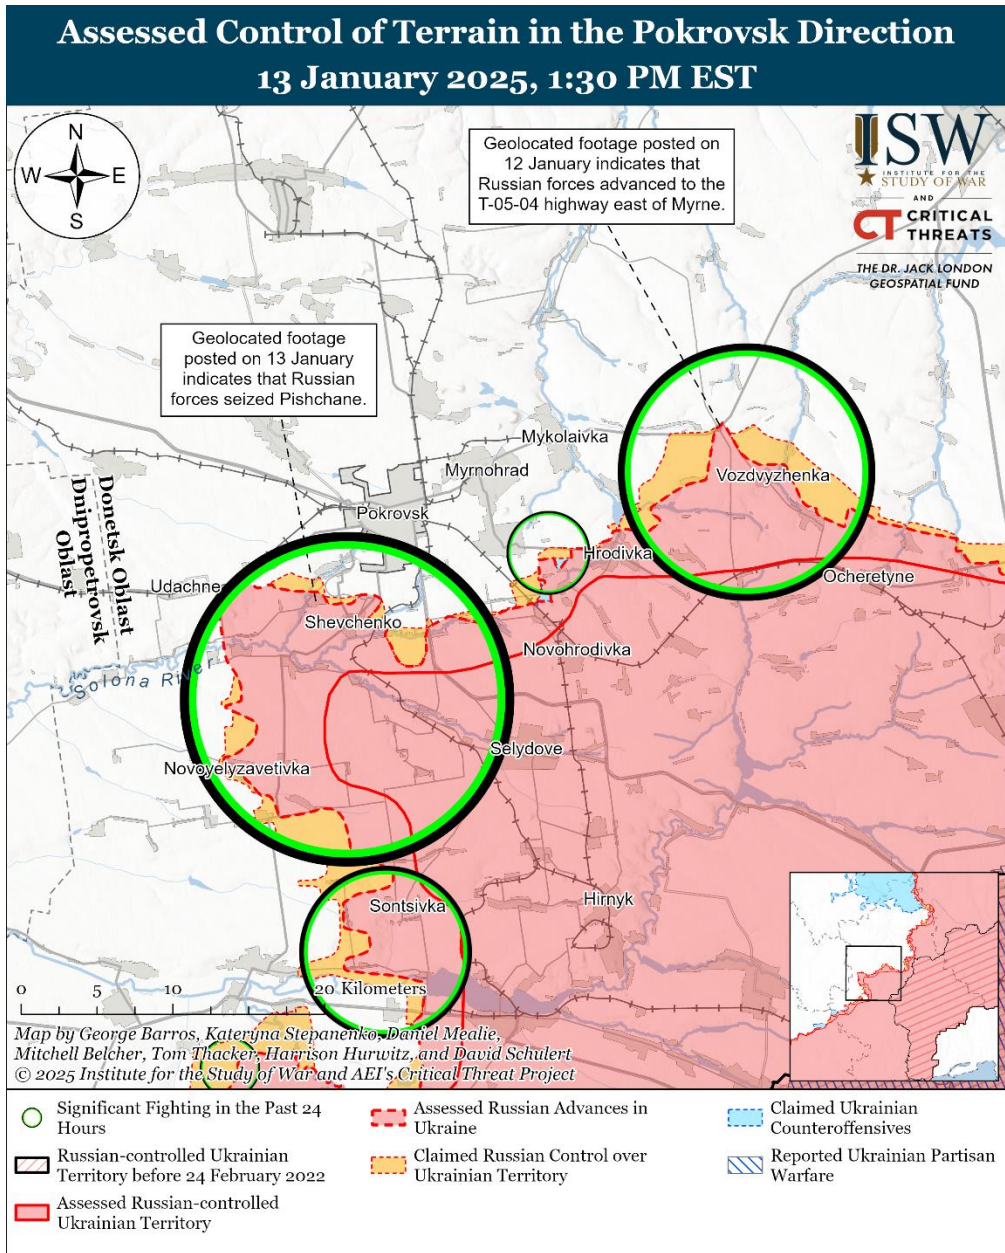 Assessed Control of Terrain in the Pokrovsk Direction
13 January 2025, 1:30 PM EST
N
W
E
S
Geolocated footage posted on
12 January indicates that
Russian forces advanced to the
T-05-04 highway east of Myrne.
ISW
INSTITUTE FOR THE
STUDY OF WAR
AND
CT CRITICAL
THREATS
THE DR. JACK LONDON
GEOSPATIAL FUND
Geolocated footage
posted on 13 January
indicates that Russian
forces seized Pishchane.
Mykolaivka
Myrnohrad
Vozdvyzhenka
Pokrovsk
Donetsk Oblast
Dnipropetrovsk
Oblast
Hrodivka
Udachne
Ocheretyne
Shevchenko
Novohrodivka
Solona River
Selydove
Novoyelyzavetivka
Sontsivka
Hirnyk
0
5
10
20 Kilometers
Map by George Barros, Kateryna Stepanenko, Daniel Mealie,
Mitchell Belcher, Tom Thacker, Harrison Hurwitz, and David Schulert
© 2025 Institute for the Study of War and AEI's Critical Threat Project
Significant Fighting in the Past 24
Hours
Russian-controlled Ukrainian
Territory before 24 February 2022
Assessed Russian-controlled
Ukrainian Territory
Assessed Russian Advances in
Ukraine
Claimed Russian Control over
Ukrainian Territory
Claimed Ukrainian
Counteroffensives
Reported Ukrainian Partisan
Warfare